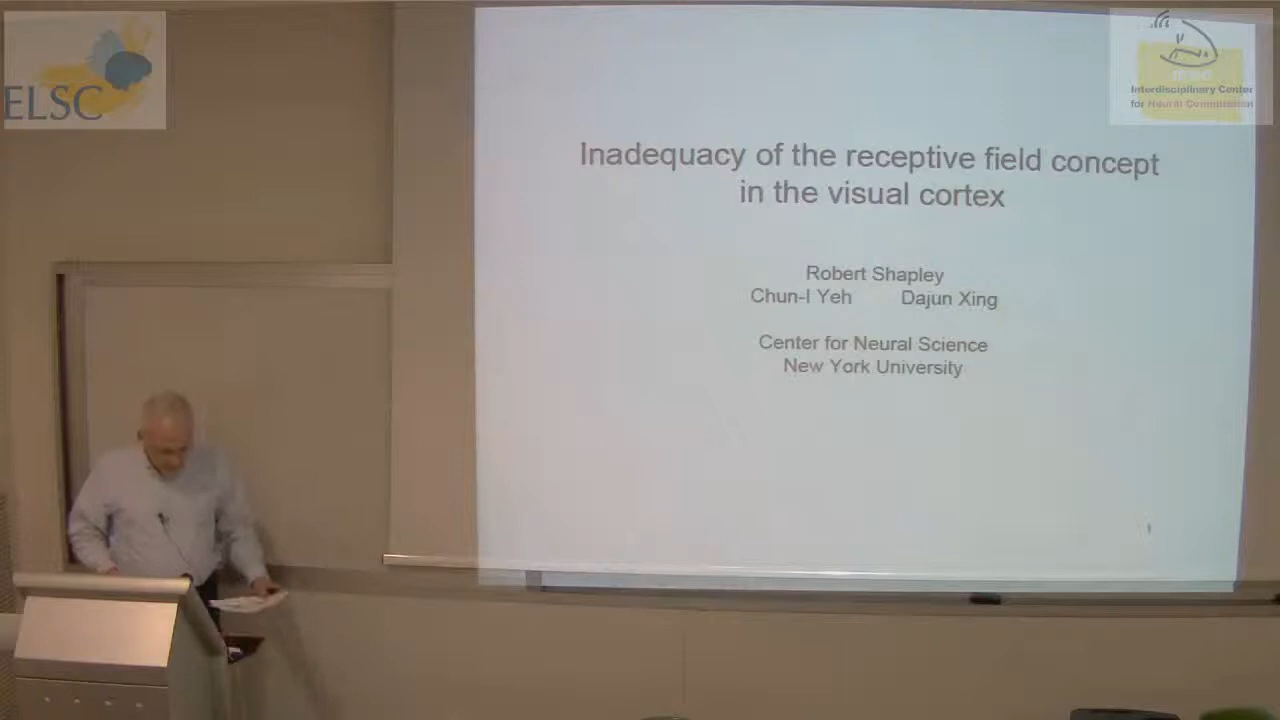 ELSC
Interdisciplinary Center
for Neural Computation
Inadequacy of the receptive field concept
in the visual cortex
Robert Shapley
Chun-I Yeh Dajun Xing
Center for Neural Science
New York University
1